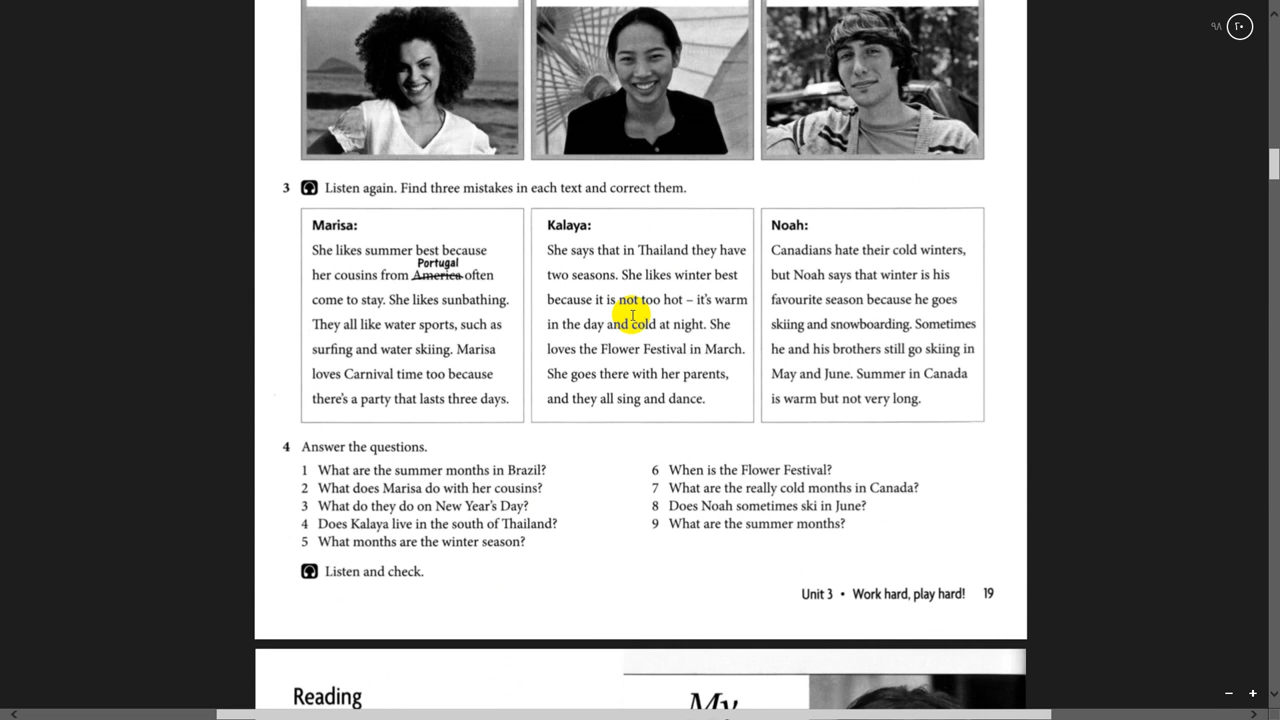 ٩٨ ٢٠
3 Listen again. Find three mistakes in each text and correct them.
Marisa:
She likes summer best because
Portugal
her cousins from America often
come to stay. She likes sunbathing.
They all like water sports, such as
surfing and water skiing. Marisa
loves Carnival time too because
there's a party that lasts three days.
Kalaya:
She says that in Thailand they have
two seasons. She likes winter best
because it is not too hot – it's warm
in the day and cold at night. She
loves the Flower Festival in March.
She goes there with her parents,
and they all sing and dance.
Noah:
Canadians hate their cold winters,
but Noah says that winter is his
favourite season because he goes
skiing and snowboarding. Sometimes
he and his brothers still go skiing in
May and June. Summer in Canada
is warm but not very long.
4 Answer the questions.
1 What are the summer months in Brazil?
2 What does Marisa do with her cousins?
3 What do they do on New Year's Day?
4 Does Kalaya live in the south of Thailand?
5 What months are the winter season?
6 When is the Flower Festival?
7 What are the really cold months in Canada?
8 Does Noah sometimes ski in June?
9 What are the summer months?
Listen and check.
Unit 3 • Work hard, play hard! 19
Reading
My